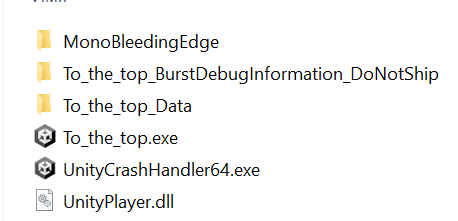 MonoBleedingEdge
To_the_top_BurstDebugInformation_DoNotShip
To_the_top_Data
To_the_top.exe
UnityCrashHandler64.exe
UnityPlayer.dll